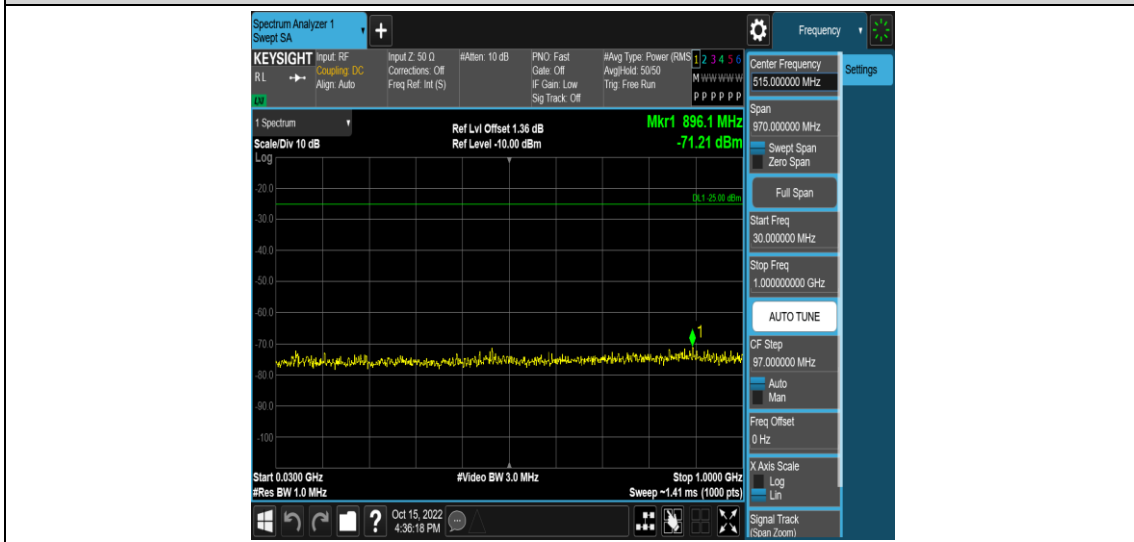 Spectrum Analyzer 1
Swept SA
+
Frequency
KEYSIGHT
RL
LXI
Input: RF
Coupling: DC
Align: Auto
Input Z: 50 Ω
Corrections: Off
Freq Ref: Int (S)
#Atten: 10 dB
PNO: Fast
Gate: Off
IF Gain: Low
Sig Track: Off
#Avg Type: Power (RMS
Avg|Hold: 50/50
Trig: Free Run
1 2 3 4 5 6
M W W W W W
P P P P P P
1 Spectrum
Scale/Div 10 dB
Log
Ref Lvl Offset 1.36 dB
Ref Level -10.00 dBm
Mkr1 896.1 MHz
-71.21 dBm
-20.0
DL1 -25.00 dBm
-30.0
-40.0
-50.0
-60.0
-70.0
1
-80.0
-90.0
-100
Start 0.0300 GHz
#Res BW 1.0 MHz
#Video BW 3.0 MHz
Stop 1.0000 GHz
Sweep ~1.41 ms (1000 pts)
Center Frequency
515.000000 MHz
Settings
Span
970.000000 MHz
Swept Span
Zero Span
Full Span
Start Freq
30.000000 MHz
Stop Freq
1.000000000 GHz
AUTO TUNE
CF Step
97.000000 MHz
Auto
Man
Freq Offset
0 Hz
X Axis Scale
Log
Lin
Signal Track
(Span Zoom)
?
Oct 15, 2022
4:36:18 PM